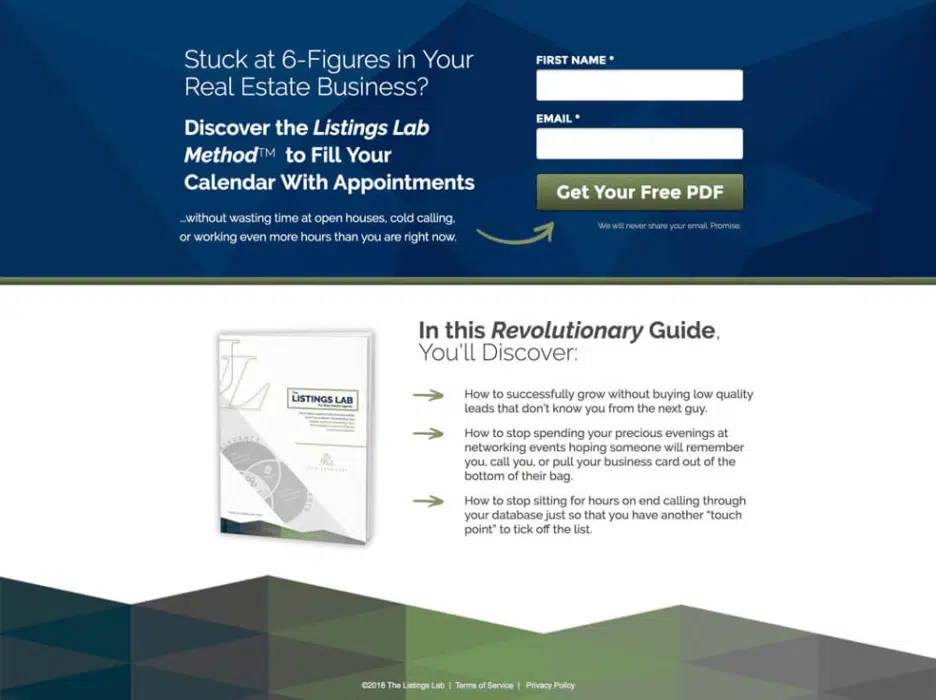 Stuck at 6-Figures in Your
Real Estate Business?
Discover the Listings Lab
Method™ to Fill Your
Calendar With Appointments
...without wasting time at open houses, cold calling,
or working even more hours than you are right now.
FIRST NAME *
EMAIL *
Get Your Free PDF
We will never share your email. Promise.
In this Revolutionary Guide,
You'll Discover:
The
LISTINGS LAB
How to successfully grow without buying low quality
leads that don't know you from the next guy.
How to stop spending your precious evenings at
networking events hoping someone will remember
you, call you, or pull your business card out of the
bottom of their bag.
How to stop sitting for hours on end calling through
your database just so that you have another "touch
point" to tick off the list.
©2018 The Listings Lab | Terms of Service | Privacy Policy